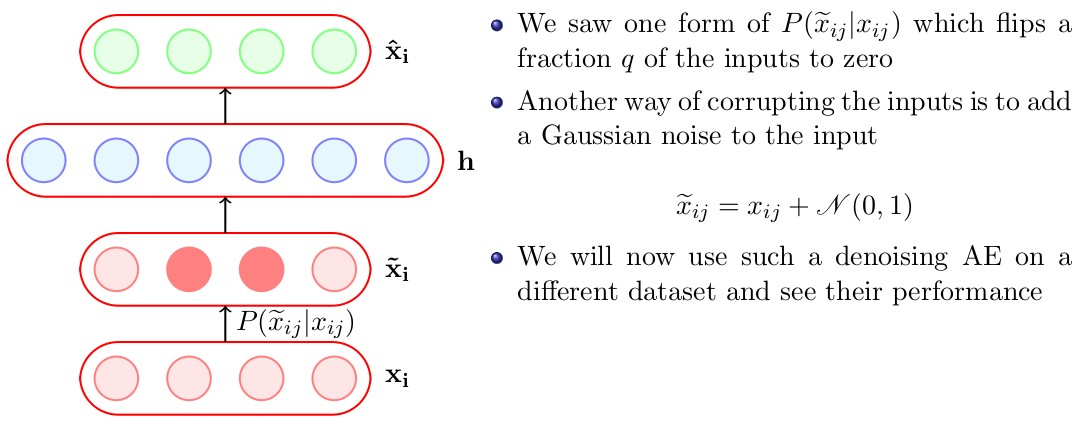 x̂ᵢ
h
x̃ᵢ
P(x̃ᵢⱼ|xᵢⱼ)
xᵢ
We saw one form of P(x̃ᵢⱼ|xᵢⱼ) which flips a
fraction q of the inputs to zero
Another way of corrupting the inputs is to add
a Gaussian noise to the input
x̃ᵢⱼ = xᵢⱼ + 𝒩(0, 1)
We will now use such a denoising AE on a
different dataset and see their performance